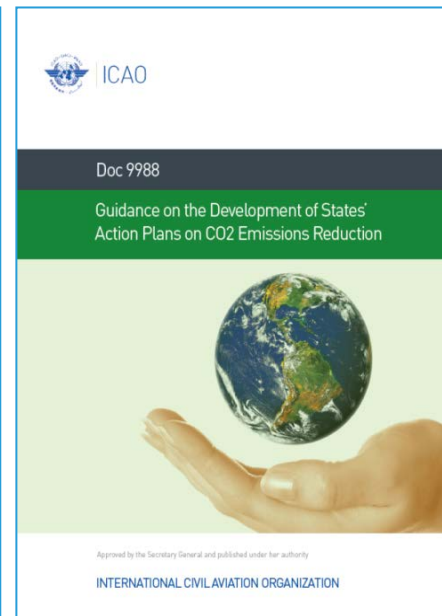 ICAO
Doc 9988
Guidance on the Development of States’
Action Plans on CO2 Emissions Reduction
Approved by the Secretary General and published under her authority
INTERNATIONAL CIVIL AVIATION ORGANIZATION